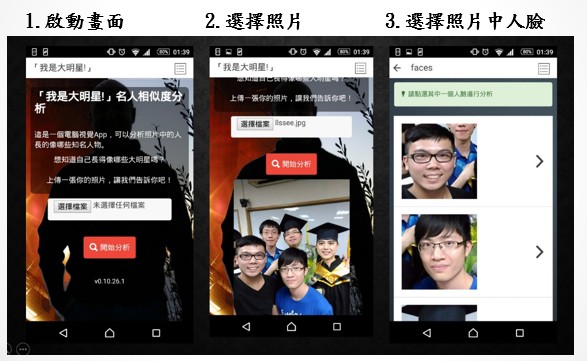 1.啟動畫面
2.選擇照片
3.選擇照片中人臉
80% 01:39
「我是大明星!」
「我是大明星!」名人相似度分
析
這是一個電腦視覺App，可以分析照片中的人
長的像哪些知名人物。
想知道自己長得像哪些大明星嗎？
上傳一張你的照片，讓我們告訴你吧！
選擇檔案 未選擇任何檔案
開始分析
v0.10.26.1
80% 01:39
「我是大明星!」
想知道自己長得像哪些大明星嗎？
上傳一張你的照片，讓我們告訴你吧！
選擇檔案 llssee.jpg
開始分析
80% 01:39
faces
請點選其中一個人臉進行分析